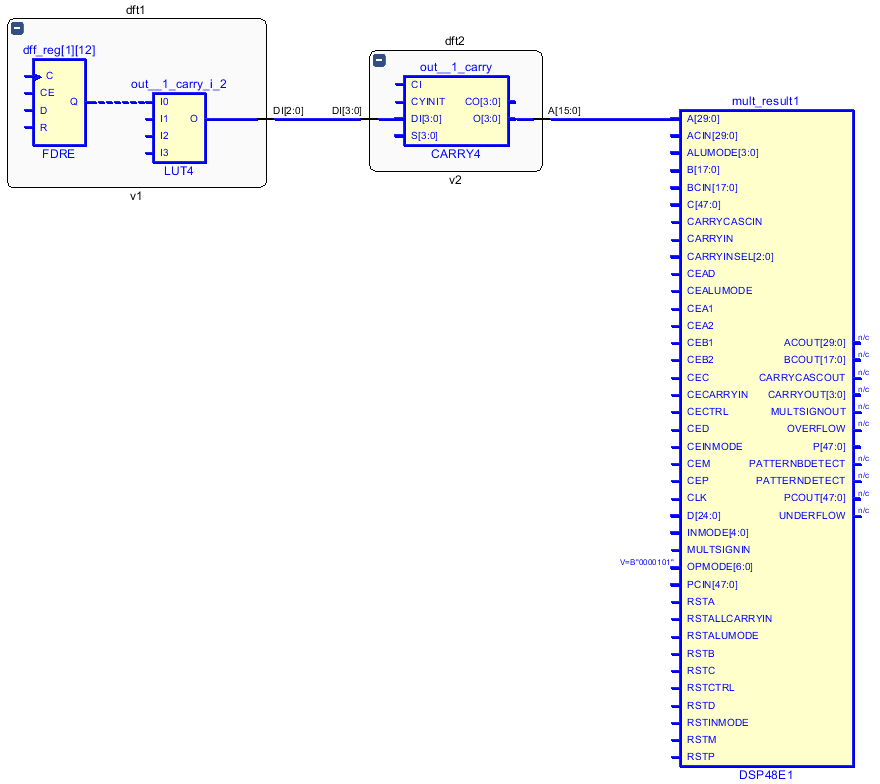 dft1
dff_reg[1][12]
C
CE
D
R
Q
FDRE
out__1_carry_i_2
I0
I1
I2
I3
O
LUT4
v1
DI[2:0]
DI[3:0]
dft2
out__1_carry
CI
CYINIT
DI[3:0]
S[3:0]
CO[3:0]
O[3:0]
CARRY4
v2
A[15:0]
mult_result1
A[29:0]
ACIN[29:0]
ALUMODE[3:0]
B[17:0]
BCIN[17:0]
C[47:0]
CARRYCASCIN
CARRYIN
CARRYINSEL[2:0]
CEAD
CEALUMODE
CEA1
CEA2
CEB1
CEB2
CEC
CECARRYIN
CECTRL
CED
CEINMODE
CEM
CEP
CLK
D[24:0]
INMODE[4:0]
MULTSIGNIN
V=B"0000101"
OPMODE[6:0]
PCIN[47:0]
RSTA
RSTALLCARRYIN
RSTALUMODE
RSTB
RSTC
RSTCTRL
RSTD
RSTINMODE
RSTM
RSTP
ACOUT[29:0] n/c
BCOUT[17:0] n/c
CARRYCASCOUT n/c
CARRYOUT[3:0] n/c
MULTSIGNOUT n/c
OVERFLOW n/c
P[47:0]
PATTERNBDETECT n/c
PATTERNDETECT n/c
PCOUT[47:0] n/c
UNDERFLOW n/c
DSP48E1